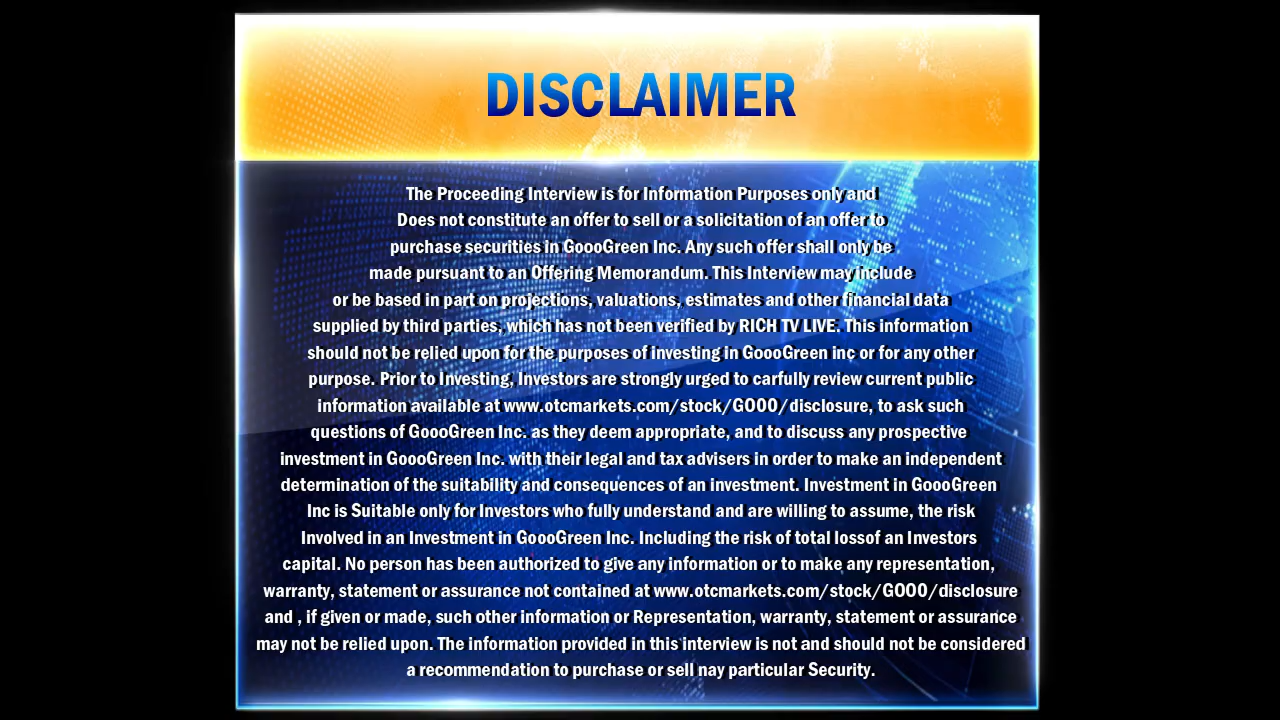 DISCLAIMER
The Proceeding Interview is for Information Purposes only and
Does not constitute an offer to sell or a solicitation of an offer to
purchase securities in GoooGreen Inc. Any such offer shall only be
made pursuant to an Offering Memorandum. This Interview may include
or be based in part on projections, valuations, estimates and other financial data
supplied by third parties, which has not been verified by RICH TV LIVE. This information
should not be relied upon for the purposes of investing in GoooGreen inc or for any other
purpose. Prior to Investing, Investors are strongly urged to carfully review current public
information available at www.otcmarkets.com/stock/GOOO/disclosure, to ask such
questions of GoooGreen Inc. as they deem appropriate, and to discuss any prospective
investment in GoooGreen Inc. with their legal and tax advisers in order to make an independent
determination of the suitability and consequences of an investment. Investment in GoooGreen
Inc is Suitable only for Investors who fully understand and are willing to assume, the risk
Involved in an Investment in GoooGreen Inc. Including the risk of total lossof an Investors
capital. No person has been authorized to give any information or to make any representation,
warranty, statement or assurance not contained at www.otcmarkets.com/stock/GOOO/disclosure
and , if given or made, such other information or Representation, warranty, statement or assurance
may not be relied upon. The information provided in this interview is not and should not be considered
a recommendation to purchase or sell nay particular Security.